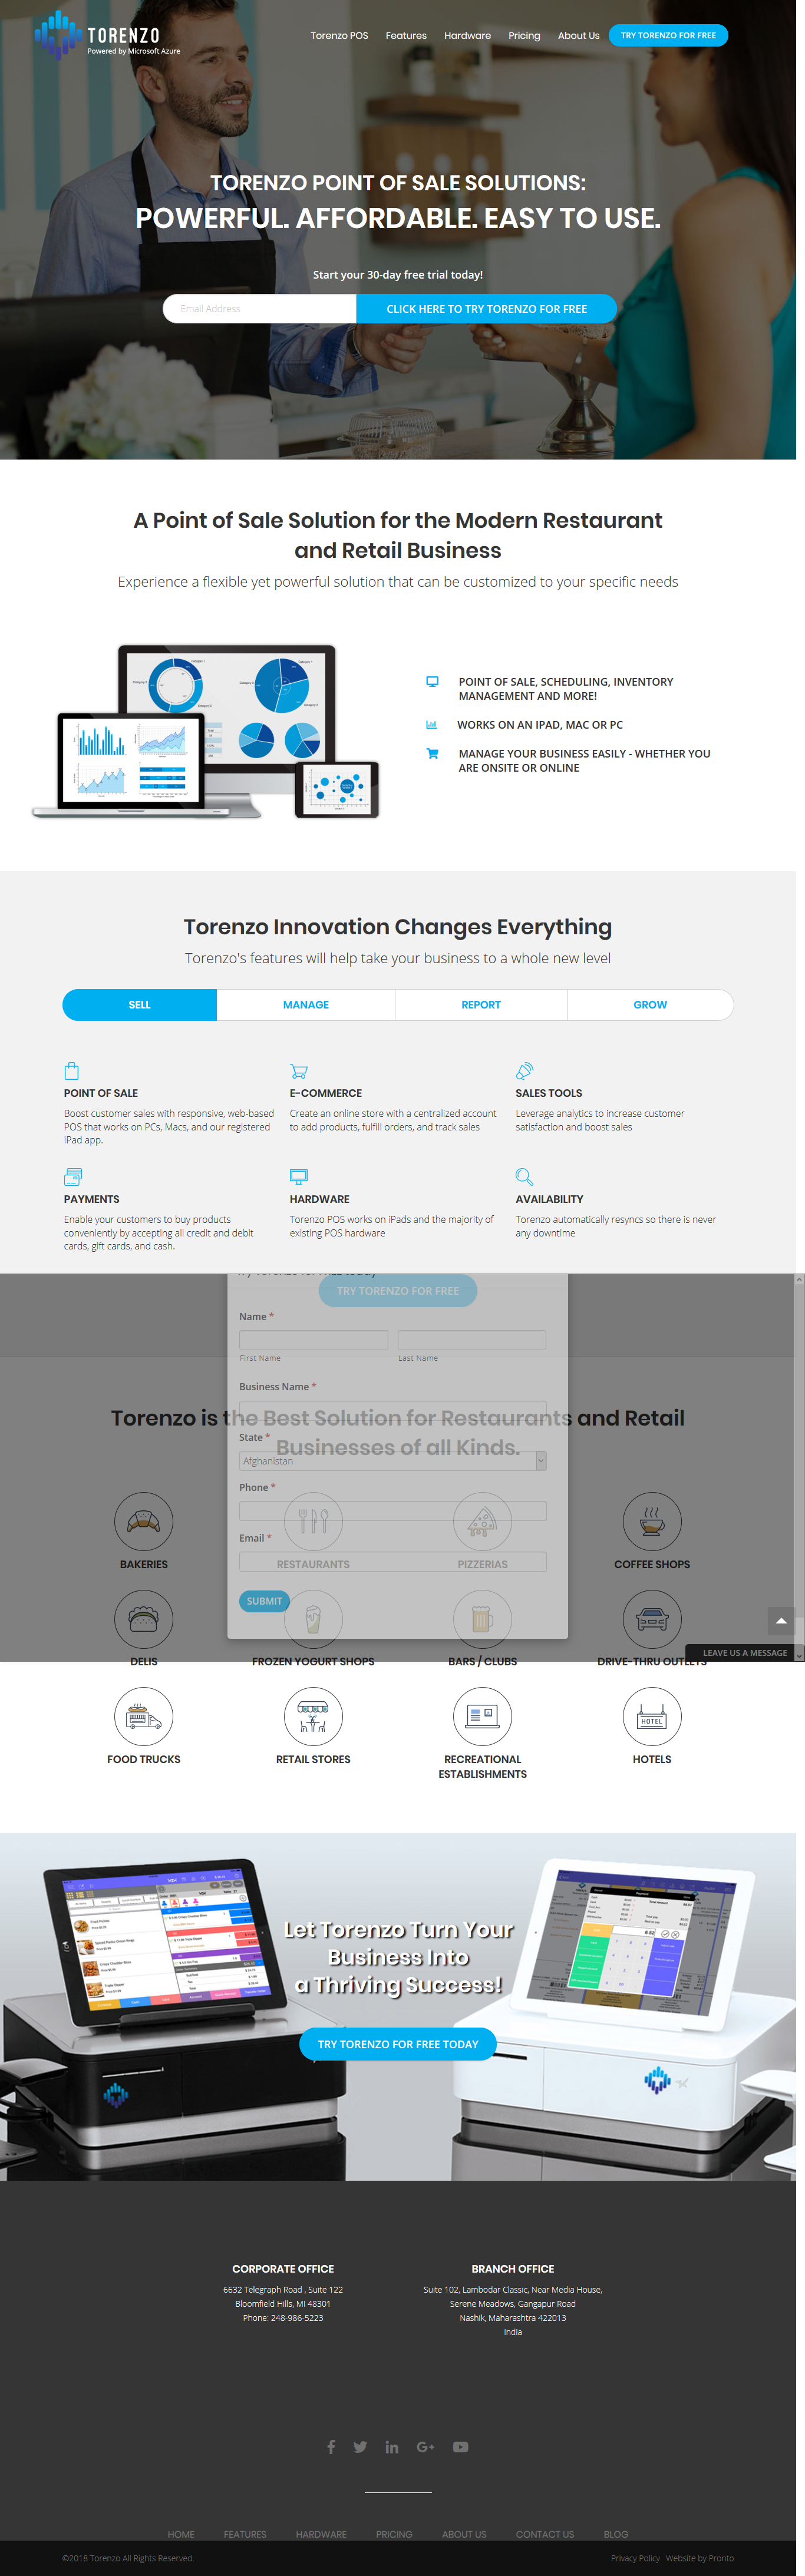 TORENZO
Powered by Microsoft Azure
Torenzo POS
Features
Hardware
Pricing
About Us
TRY TORENZO FOR FREE
TORENZO POINT OF SALE SOLUTIONS:
POWERFUL. AFFORDABLE. EASY TO USE.
Start your 30-day free trial today!
Email Address
CLICK HERE TO TRY TORENZO FOR FREE
A Point of Sale Solution for the Modern Restaurant
and Retail Business
Experience a flexible yet powerful solution that can be customized to your specific needs
POINT OF SALE, SCHEDULING, INVENTORY
MANAGEMENT AND MORE!
WORKS ON AN IPAD, MAC OR PC
MANAGE YOUR BUSINESS EASILY - WHETHER YOU
ARE ONSITE OR ONLINE
Torenzo Innovation Changes Everything
Torenzo's features will help take your business to a whole new level
SELL
MANAGE
REPORT
GROW
POINT OF SALE
Boost customer sales with responsive, web-based
POS that works on PCs, Macs, and our registered
iPad app.
E-COMMERCE
Create an online store with a centralized account
to add products, fulfill orders, and track sales
SALES TOOLS
Leverage analytics to increase customer
satisfaction and boost sales
PAYMENTS
Enable your customers to buy products
conveniently by accepting all credit and debit
cards, gift cards, and cash.
HARDWARE
Torenzo POS works on iPads and the majority of
existing POS hardware
AVAILABILITY
Torenzo automatically resyncs so there is never
any downtime
TRY TORENZO FOR FREE
Name *
First Name
Last Name
Business Name *
Torenzo is the Best Solution for Restaurants and Retail
State *
Businesses of all Kinds.
Afghanistan
Phone *
Email *
BAKERIES
RESTAURANTS
PIZZERIAS
COFFEE SHOPS
SUBMIT
LEAVE US A MESSAGE
DELIS
FROZEN YOGURT SHOPS
BARS / CLUBS
DRIVE-THRU OUTLETS
HOTEL
FOOD TRUCKS
RETAIL STORES
RECREATIONAL
ESTABLISHMENTS
HOTELS
Let Torenzo Turn Your
Business Into
a Thriving Success!
TRY TORENZO FOR FREE TODAY
CORPORATE OFFICE
6632 Telegraph Road , Suite 122
Bloomfield Hills, MI 48301
Phone: 248-986-5223
BRANCH OFFICE
Suite 102, Lambodar Classic, Near Media House,
Serene Meadows, Gangapur Road
Nashik, Maharashtra 422013
India
HOME
FEATURES
HARDWARE
PRICING
ABOUT US
CONTACT US
BLOG
©2018 Torenzo All Rights Reserved.
Privacy Policy
Website by Pronto